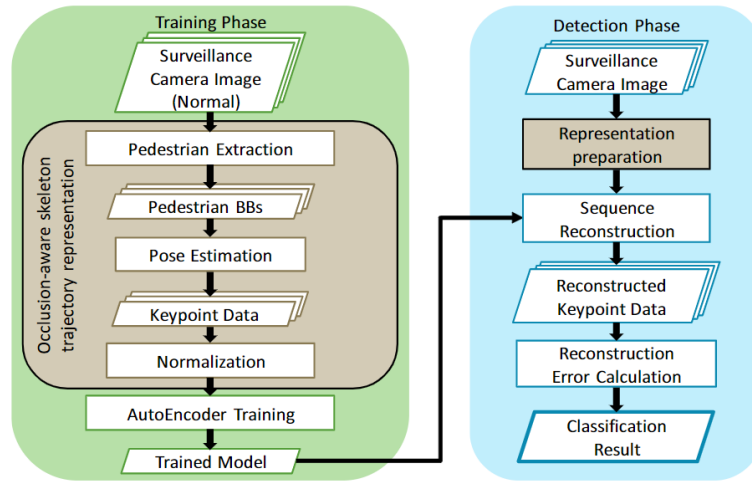 Training Phase
Surveillance
Camera Image
(Normal)
Occlusion-aware skeleton
trajectory representation
Pedestrian Extraction
Pedestrian BBs
Pose Estimation
Keypoint Data
Normalization
AutoEncoder Training
Trained Model
Detection Phase
Surveillance
Camera Image
Representation
preparation
Sequence
Reconstruction
Reconstructed
Keypoint Data
Reconstruction
Error Calculation
Classification
Result